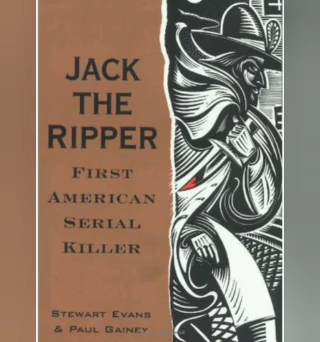 JACK
THE
RIPPER
FIRST
AMERICAN
SERIAL
KILLER
STEWART EVANS
& PAUL GAINEY